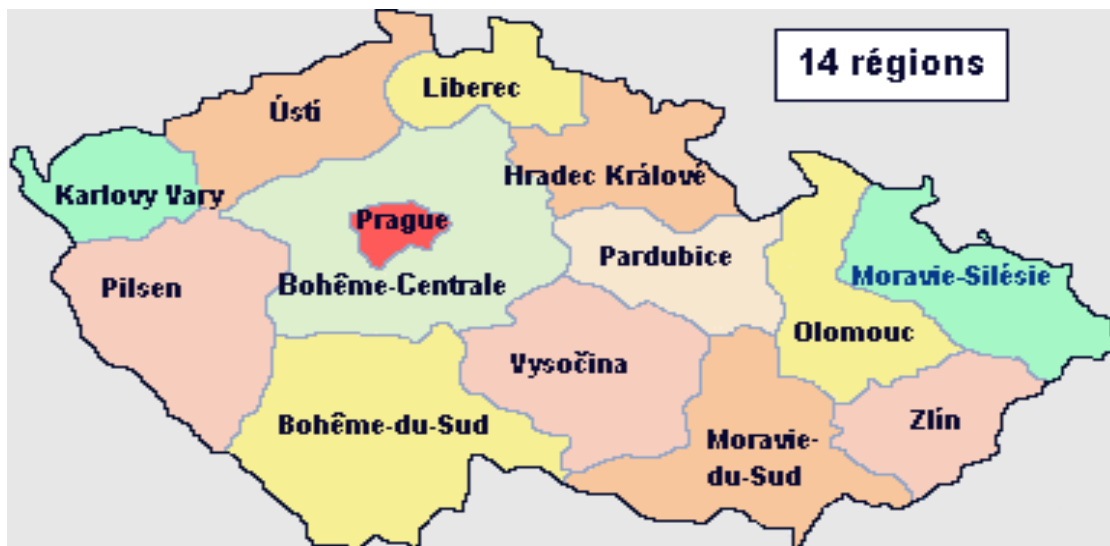 14 régions
Liberec
Ústí
Hradec Králové
Karlovy Vary
Prague
Pardubice
Pilsen
Bohême-Centrale
Moravie-Silésie
Olomouc
Vysočina
Bohême-du-Sud
Zlín
Moravie-
du-Sud